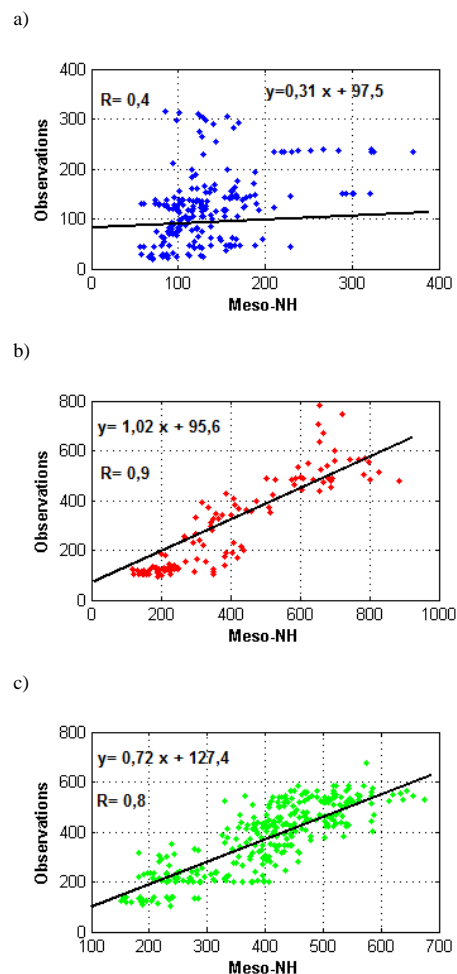 a)
400
R= 0,4
y=0,31 x + 97,5
300
200
100
0
0 100 200 300 400
Observations
Meso-NH
b)
800
y= 1,02 x + 95,6
600
R= 0,9
400
200
0
0 200 400 600 800 1000
Observations
Meso-NH
c)
800
y= 0,72 x + 127,4
600
R= 0,8
400
200
0
100 200 300 400 500 600 700
Observations
Meso-NH